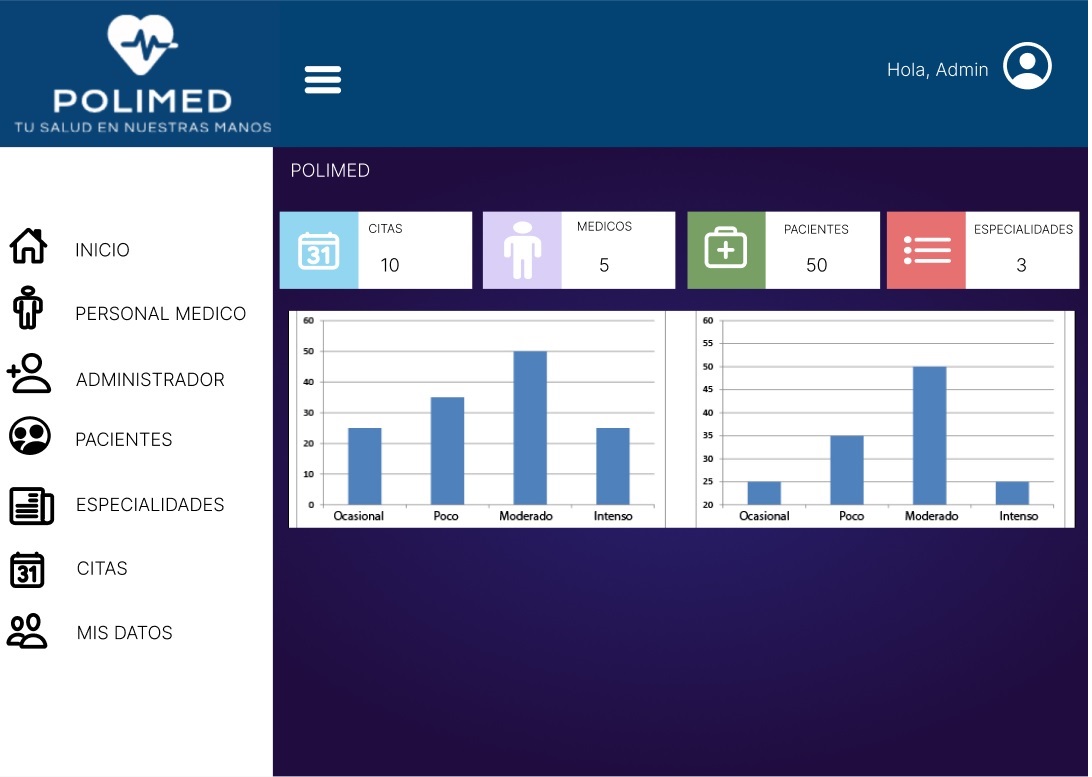 POLIMED
TU SALUD EN NUESTRAS MANOS
Hola, Admin
POLIMED
INICIO
PERSONAL MEDICO
ADMINISTRADOR
PACIENTES
ESPECIALIDADES
31
CITAS
MIS DATOS
31
CITAS
10
MEDICOS
5
PACIENTES
50
ESPECIALIDADES
3
60
50
40
30
20
10
0
Ocasional Poco Moderado Intenso
60
55
50
45
40
35
30
25
20
Ocasional Poco Moderado Intenso